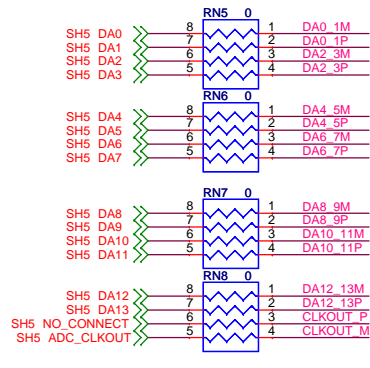 RN5 0
SH5 DA0 8 1 DA0_1M
SH5 DA1 7 2 DA0_1P
SH5 DA2 6 3 DA2_3M
SH5 DA3 5 4 DA2_3P
RN6 0
SH5 DA4 8 1 DA4_5M
SH5 DA5 7 2 DA4_5P
SH5 DA6 6 3 DA6_7M
SH5 DA7 5 4 DA6_7P
RN7 0
SH5 DA8 8 1 DA8_9M
SH5 DA9 7 2 DA8_9P
SH5 DA10 6 3 DA10_11M
SH5 DA11 5 4 DA10_11P
RN8 0
SH5 DA12 8 1 DA12_13M
SH5 DA13 7 2 DA12_13P
SH5 NO_CONNECT 6 3 CLKOUT_P
SH5 ADC_CLKOUT 5 4 CLKOUT_M